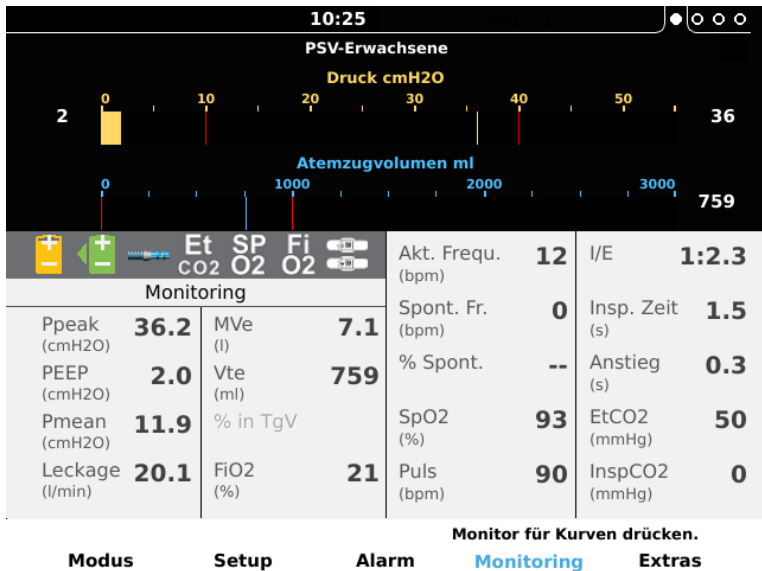 10:25
PSV-Erwachsene
Druck cmH2O
0 10 20 30 40 50
2 36
Atemzugvolumen ml
0 1000 2000 3000
759
Et CO2 SP O2 Fi O2
Monitoring
Ppeak (cmH2O) 36.2
PEEP (cmH2O) 2.0
Pmean (cmH2O) 11.9
Leckage (l/min) 20.1
MVe (l) 7.1
Vte (ml) 759
% in TgV
FiO2 (%) 21
Akt. Frequ. (bpm) 12
Spont. Fr. (bpm) 0
% Spont. --
SpO2 (%) 93
Puls (bpm) 90
I/E 1:2.3
Insp. Zeit (s) 1.5
Anstieg (s) 0.3
EtCO2 (mmHg) 50
InspCO2 (mmHg) 0
Monitor für Kurven drücken.
Modus Setup Alarm Monitoring Extras